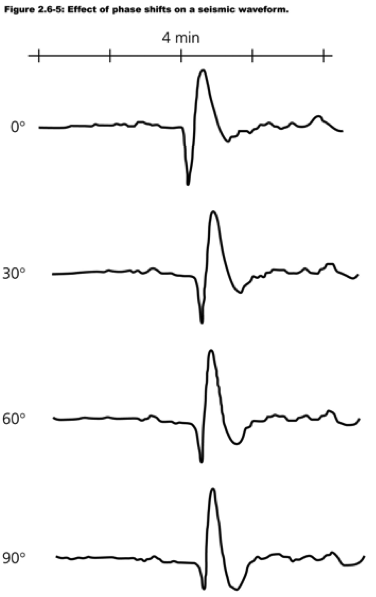 Figure 2.6-5: Effect of phase shifts on a seismic waveform.
4 min
0°
30°
60°
90°